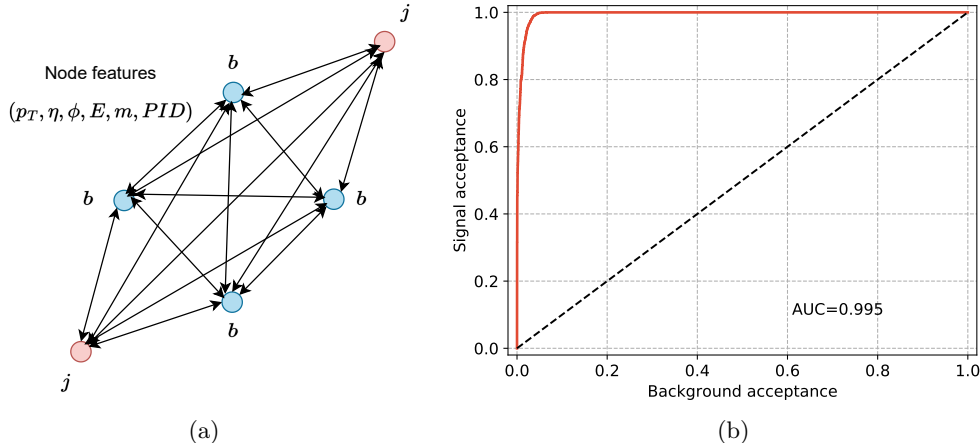 j
b
Node features
(p_T, η, ϕ, E, m, PID)
b
b
b
j
(a)
1.0
0.8
0.6
0.4
0.2
0.0
Signal acceptance
AUC=0.995
0.0 0.2 0.4 0.6 0.8 1.0
Background acceptance
(b)